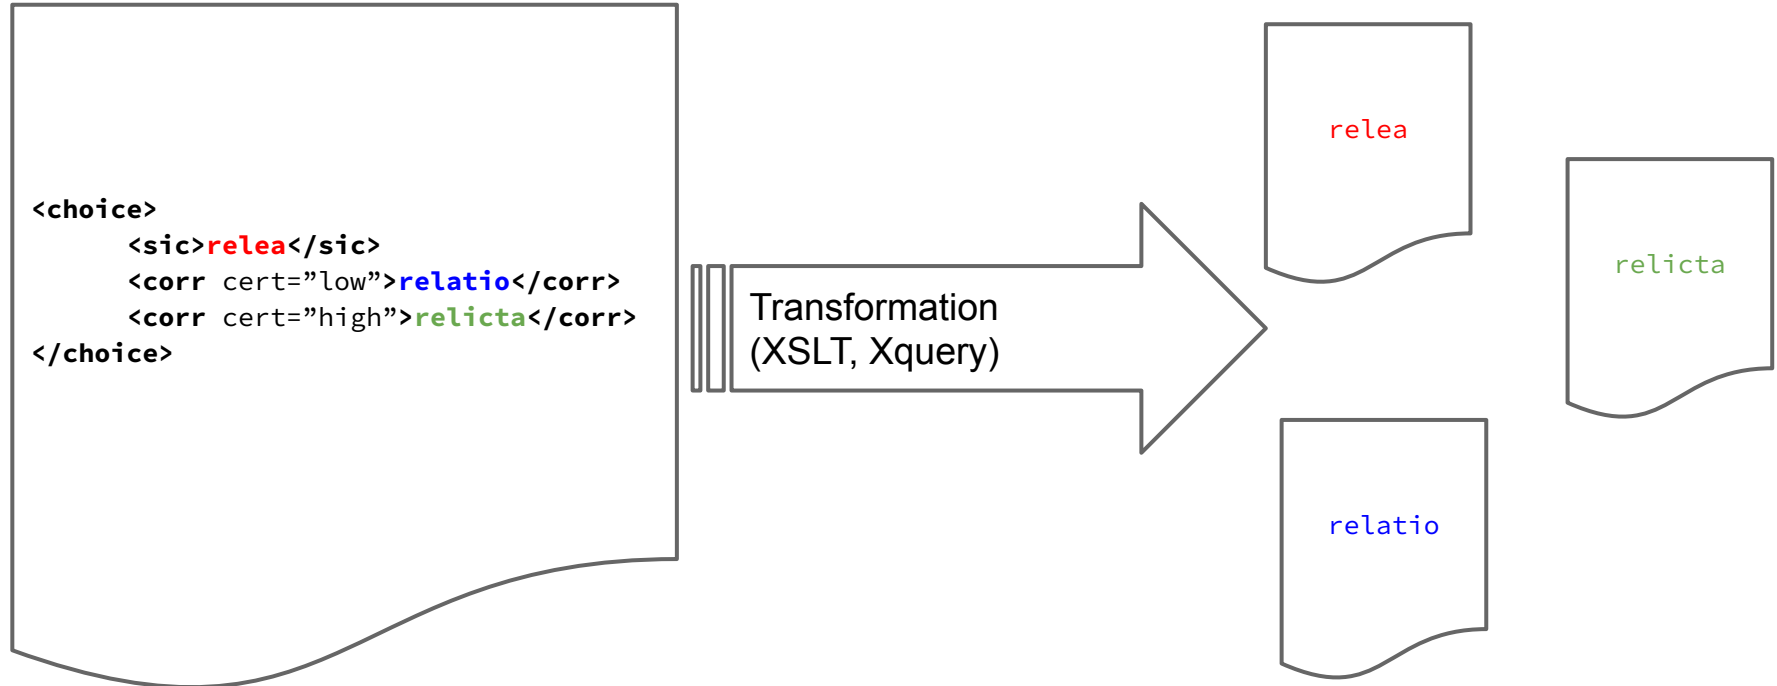 <choice>
<sic>relea</sic>
<corr cert=”low”>relatio</corr>
<corr cert=”high”>relicta</corr>
</choice>
Transformation
(XSLT, Xquery)
relea
relicta
relatio